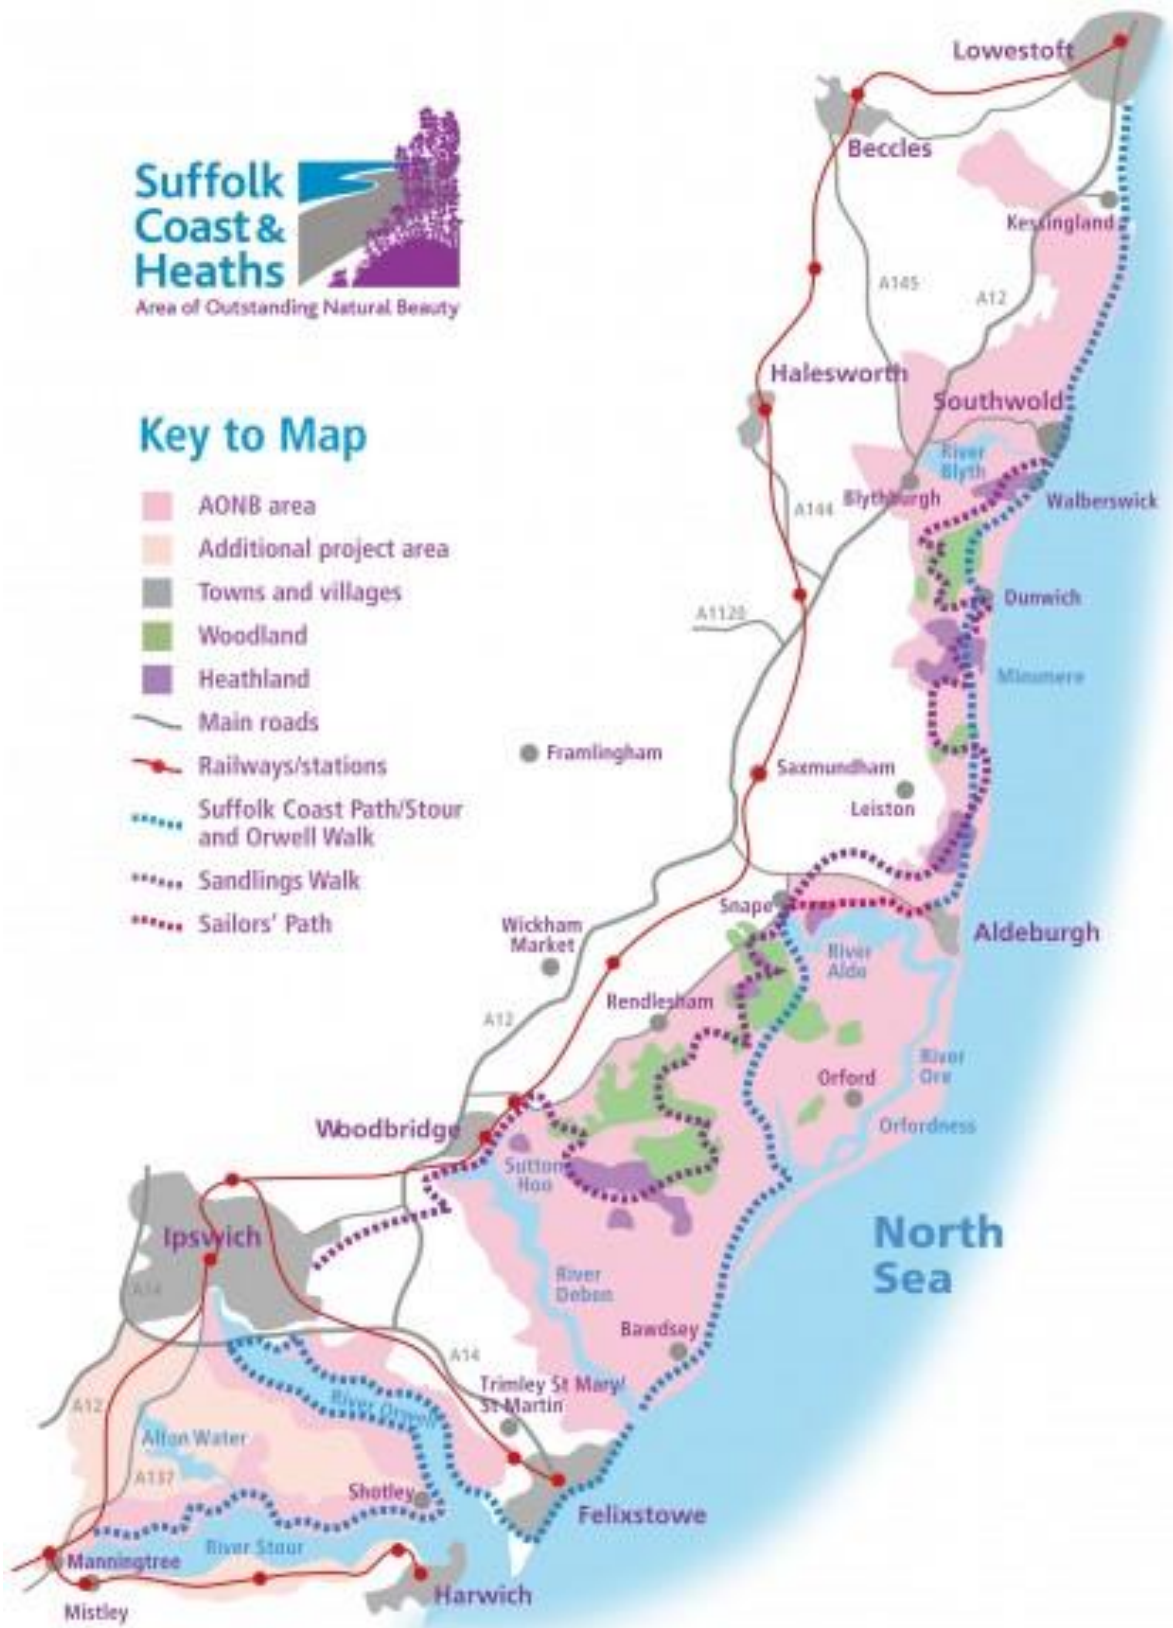 Lowestoft
Beccles
Suffolk
Coast &
Heaths
Area of Outstanding Natural Beauty
Kessingland
A145
A12
Halesworth
Southwold
Key to Map
River
Blyth
AONB area
Blythburgh
Walberswick
A144
Additional project area
Towns and villages
Dunwich
A1120
Woodland
Heathland
Minsmere
Main roads
Framlingham
Railways/stations
Saxmundham
Suffolk Coast Path/Stour
and Orwell Walk
Leiston
Sandlings Walk
Snape
Sailors' Path
Wickham
Market
Aldeburgh
River
Alde
Rendlesham
A12
River
Ore
Orford
Woodbridge
Orfordness
Sutton
Hoo
Ipswich
North
Sea
A14
River
Deben
Bawdsey
A14
Trimley St Mary/
St Martin
A12
River Orwell
Alton Water
A137
Shotley
Felixstowe
River Stour
Manningtree
Harwich
Mistley